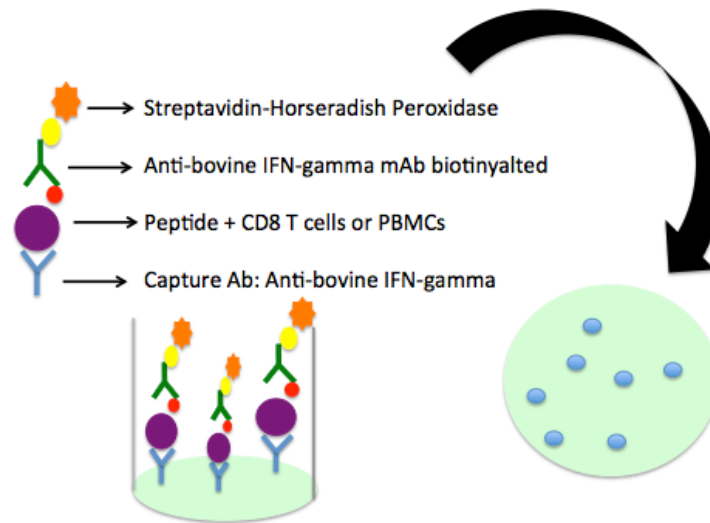 Streptavidin-Horseradish Peroxidase
Anti-bovine IFN-gamma mAb biotinyalted
Peptide + CD8 T cells or PBMCs
Capture Ab: Anti-bovine IFN-gamma